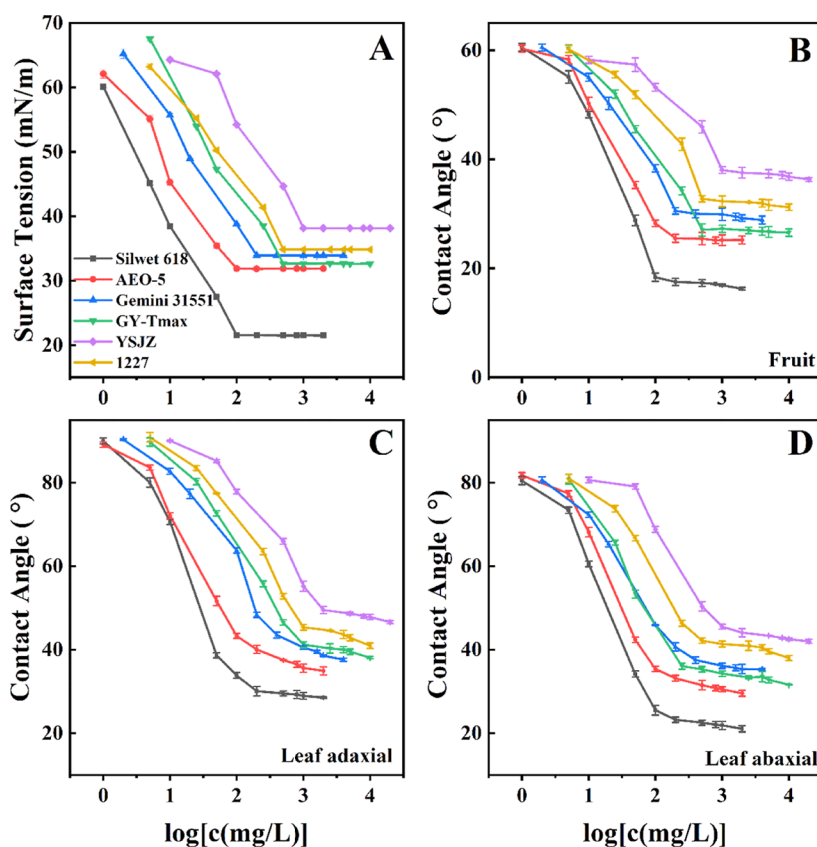 A
Surface Tension (mN/m)
70
60
50
40
30
20
Silwet 618
AEO-5
Gemini 31551
GY-Tmax
YSJZ
1227
0 1 2 3 4
B
Contact Angle ( °)
60
40
20
0
Fruit
0 1 2 3 4
C
Contact Angle ( °)
80
60
40
20
Leaf adaxial
0 1 2 3 4
log[c(mg/L)]
D
Contact Angle ( °)
80
60
40
20
Leaf abaxial
0 1 2 3 4
log[c(mg/L)]